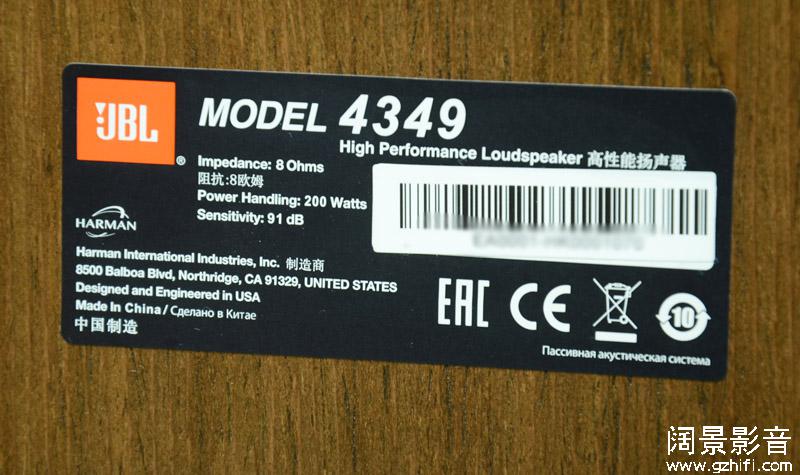 JBL
MODEL 4349
High Performance Loudspeaker 高性能扬声器
Impedance: 8 Ohms
阻抗:8欧姆
Power Handling: 200 Watts
Sensitivity: 91 dB
HARMAN
Harman International Industries, Inc. 制造商
8500 Balboa Blvd, Northridge, CA 91329, UNITED STATES
Designed and Engineered in USA
Made In China / Сделано в Китае
中国制造
EAC CE 10
Пассивная акустическая система
阔景影音
www.gzhifi.com